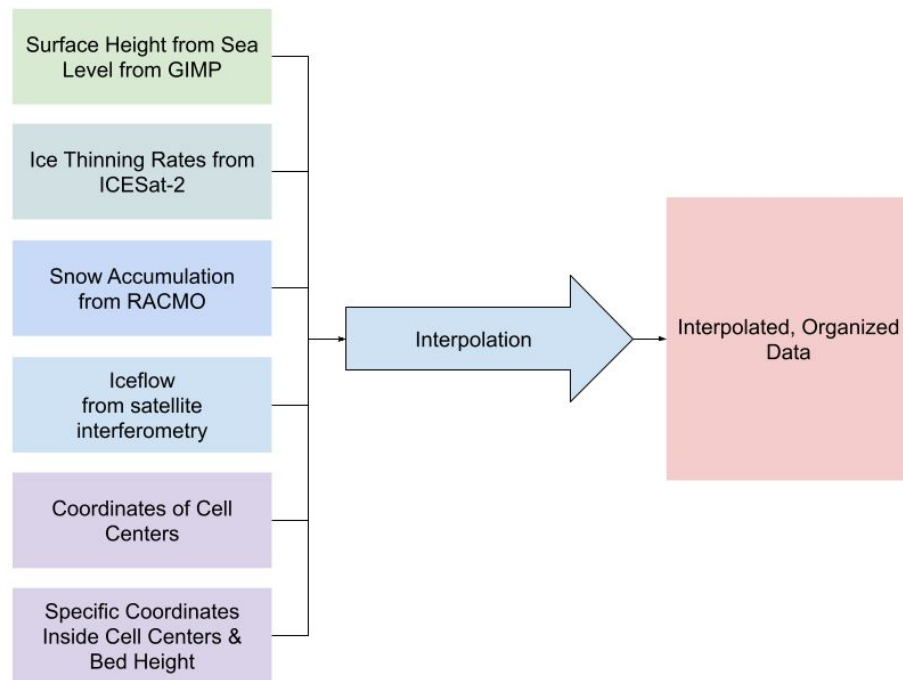 Surface Height from Sea
Level from GIMP
Ice Thinning Rates from
ICESat-2
Snow Accumulation
from RACMO
Iceflow
from satellite
interferometry
Coordinates of Cell
Centers
Specific Coordinates
Inside Cell Centers &
Bed Height
Interpolation
Interpolated, Organized
Data